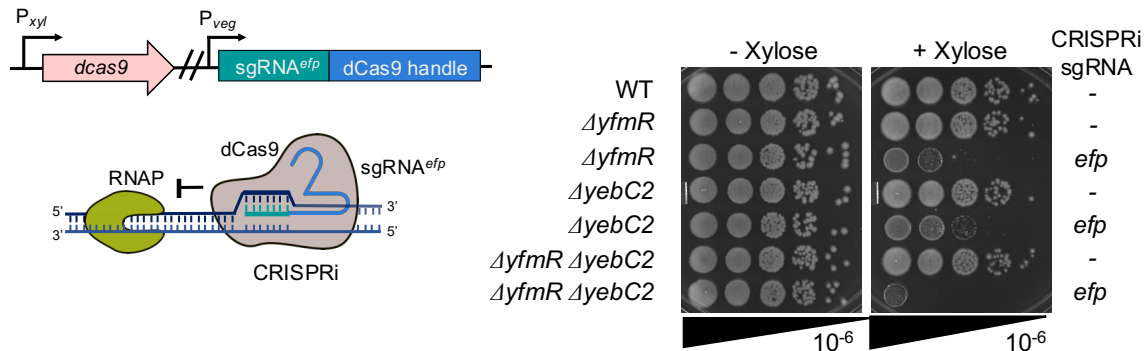 Pxyl
Pveg
dcas9
sgRNAefp
dCas9 handle
dCas9
sgRNAefp
RNAP
5'
3'
3'
5'
CRISPRi
- Xylose
+ Xylose
CRISPRi
sgRNA
WT
-
ΔyfmR
-
ΔyfmR
efp
ΔyebC2
-
ΔyebC2
efp
ΔyfmR ΔyebC2
-
ΔyfmR ΔyebC2
efp
10-6
10-6